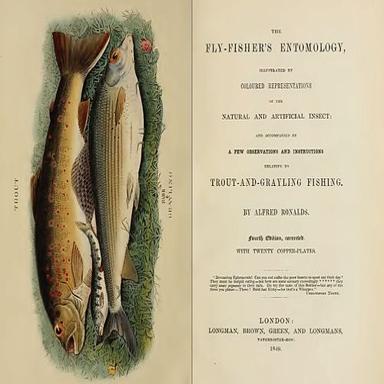 TROUT
GRAYLING
THE
FLY-FISHER'S ENTOMOLOGY,
ILLUSTRATED BY
COLOURED REPRESENTATIONS
OF THE
NATURAL AND ARTIFICIAL INSECT:
AND ACCOMPANIED BY
A FEW OBSERVATIONS AND INSTRUCTIONS
RELATIVE TO
TROUT-AND-GRAYLING FISHING.
BY ALFRED RONALDS.
Fourth Edition, corrected.
WITH TWENTY COPPER-PLATES.
LONDON:
LONGMAN, BROWN, GREEN, AND LONGMANS,
PATERNOSTER-ROW.
1849.